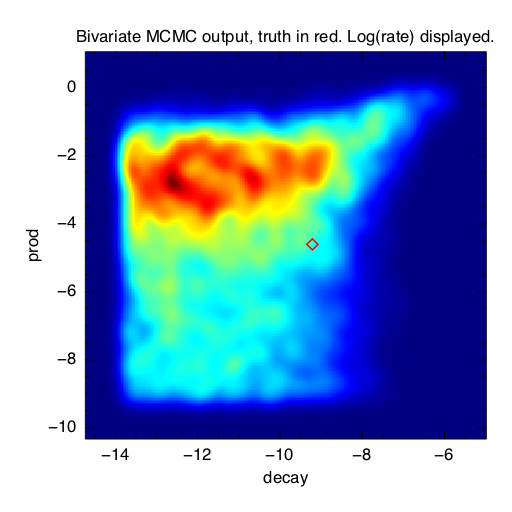 Bivariate MCMC output, truth in red. Log(rate) displayed.
0
−2
−4
−6
−8
−10
prod
−14 −12 −10 −8 −6
decay